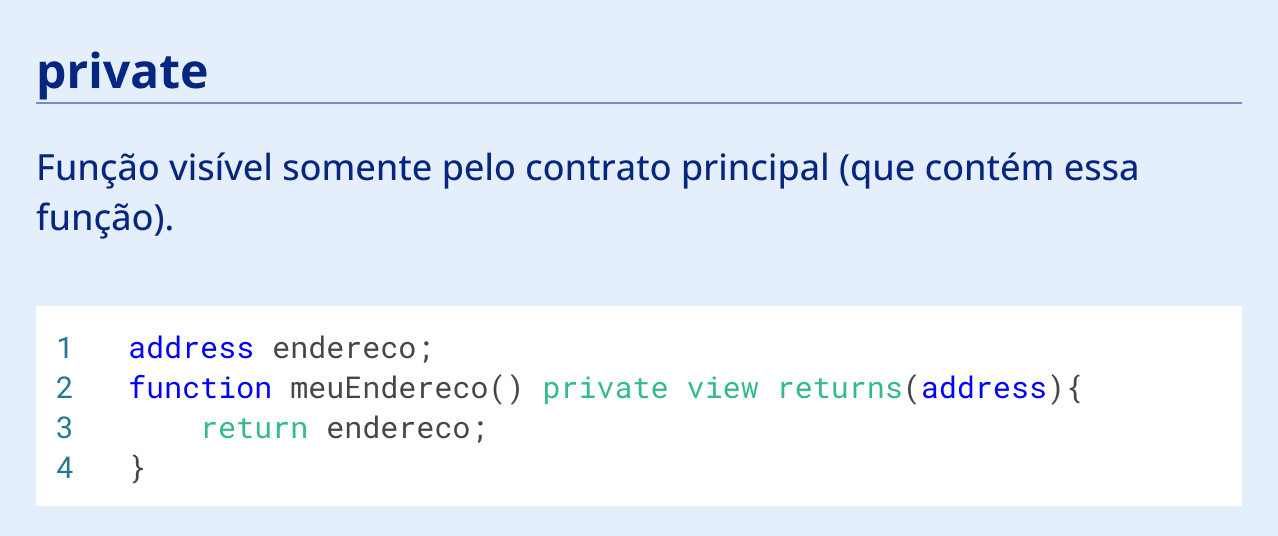 private
Função visível somente pelo contrato principal (que contém essa
função).
1 address endereco;
2 function meuEndereco() private view returns(address){
3 return endereco;
4 }